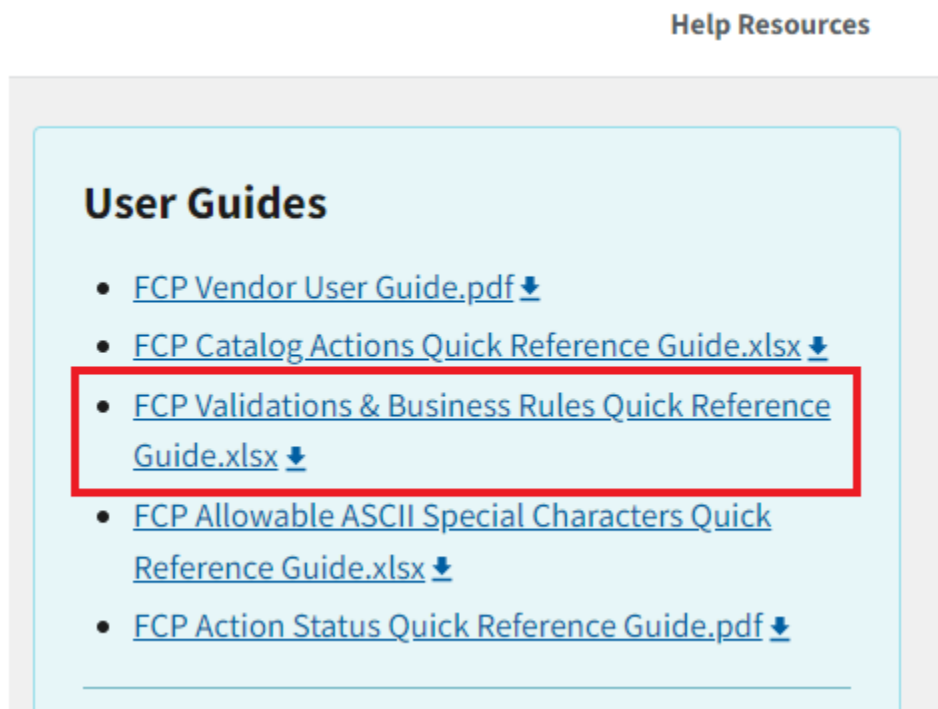 Help Resources
User Guides
FCP Vendor User Guide.pdf
FCP Catalog Actions Quick Reference Guide.xlsx
FCP Validations & Business Rules Quick Reference
Guide.xlsx
FCP Allowable ASCII Special Characters Quick
Reference Guide.xlsx
FCP Action Status Quick Reference Guide.pdf